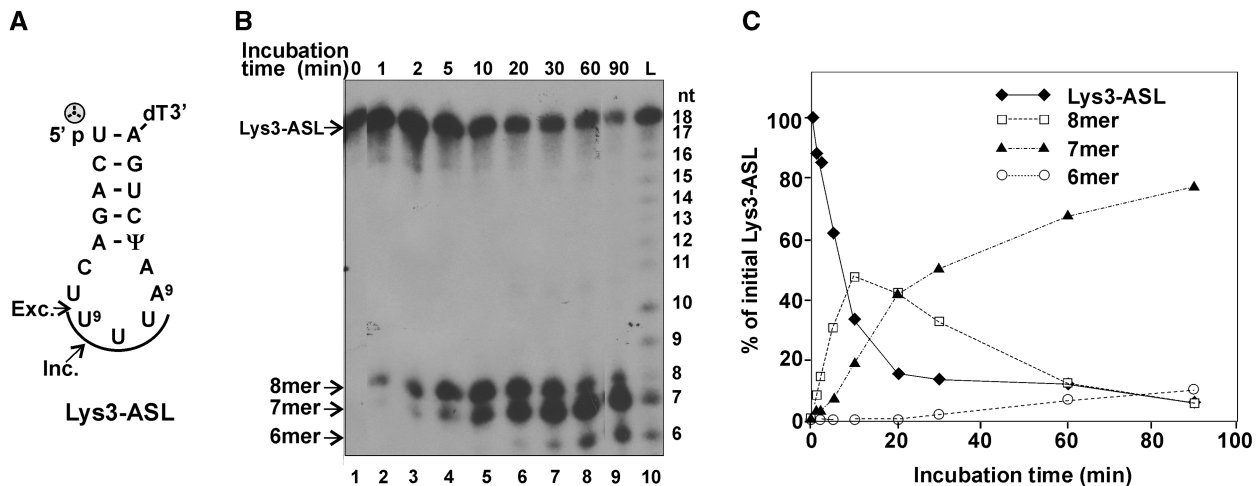 A
5' p U - A dT3'
C - G
A - U
G - C
A - Ψ
C A
U A⁹
Exc.
U⁹ U
U
Inc.
Lys3-ASL
B
Incubation
time (min) 0 1 2 5 10 20 30 60 90 L
nt
Lys3-ASL
18
17
16
15
14
13
12
11
10
9
8
7
6
8mer
7mer
6mer
1 2 3 4 5 6 7 8 9 10
C
% of initial Lys3-ASL
100
80
60
40
20
0
Lys3-ASL
8mer
7mer
6mer
0 20 40 60 80 100
Incubation time (min)